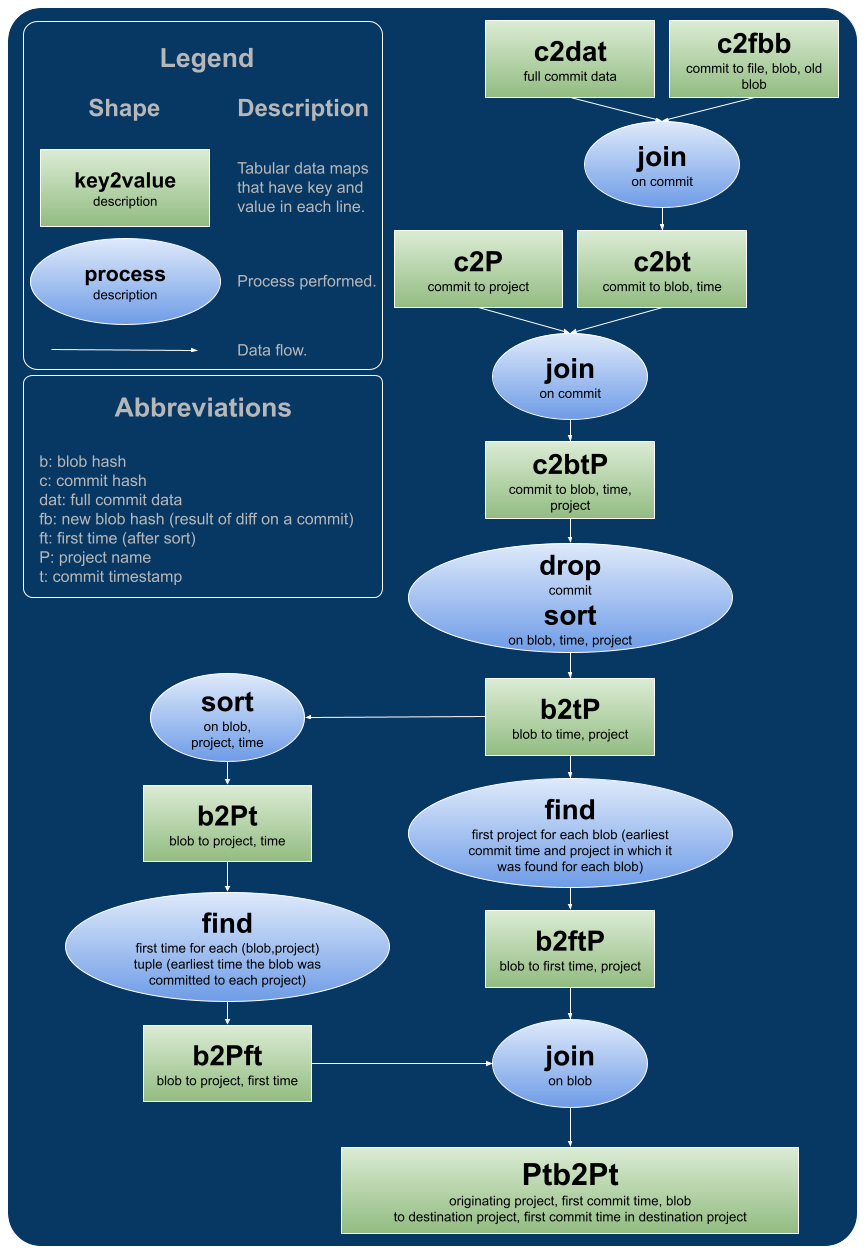 Legend
Shape
Description
key2value
description
Tabular data maps
that have key and
value in each line.
process
description
Process performed.
Data flow.
Abbreviations
b: blob hash
c: commit hash
dat: full commit data
fb: new blob hash (result of diff on a commit)
ft: first time (after sort)
P: project name
t: commit timestamp
c2dat
full commit data
c2fbb
commit to file, blob, old
blob
join
on commit
c2P
commit to project
c2bt
commit to blob, time
join
on commit
c2btP
commit to blob, time,
project
drop
commit
sort
on blob, time, project
b2tP
blob to time, project
sort
on blob,
project, time
b2Pt
blob to project, time
find
first time for each (blob,project)
tuple (earliest time the blob was
committed to each project)
b2Pft
blob to project, first time
find
first project for each blob (earliest
commit time and project in which it
was found for each blob)
b2ftP
blob to first time, project
join
on blob
Ptb2Pt
originating project, first commit time, blob
to destination project, first commit time in destination project